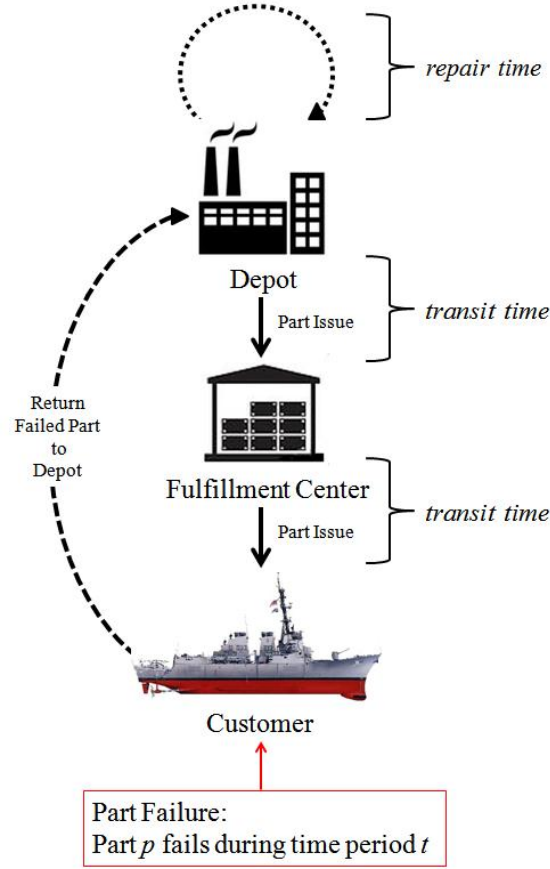 repair time
Depot
Part Issue
transit time
Return
Failed Part
to
Depot
Fulfillment Center
Part Issue
transit time
Customer
Part Failure:
Part p fails during time period t